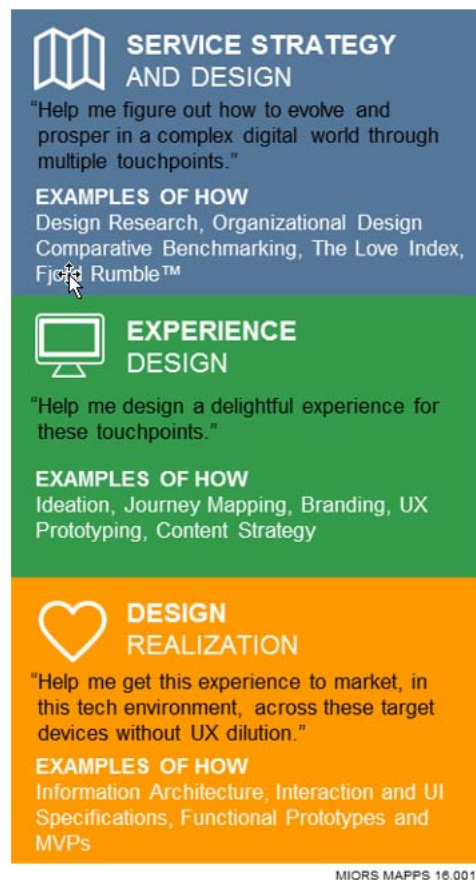 SERVICE STRATEGY
AND DESIGN
“Help me figure out how to evolve and
prosper in a complex digital world through
multiple touchpoints.”
EXAMPLES OF HOW
Design Research, Organizational Design
Comparative Benchmarking, The Love Index,
Rumble™
EXPERIENCE
DESIGN
“Help me design a delightful experience for
these touchpoints.”
EXAMPLES OF HOW
Ideation, Journey Mapping, Branding, UX
Prototyping, Content Strategy
DESIGN
REALIZATION
“Help me get this experience to market, in
this tech environment, across these target
devices without UX dilution.”
EXAMPLES OF HOW
Information Architecture, Interaction and UI
Specifications, Functional Prototypes and
MVPs
MIORS MAPPS 16.001